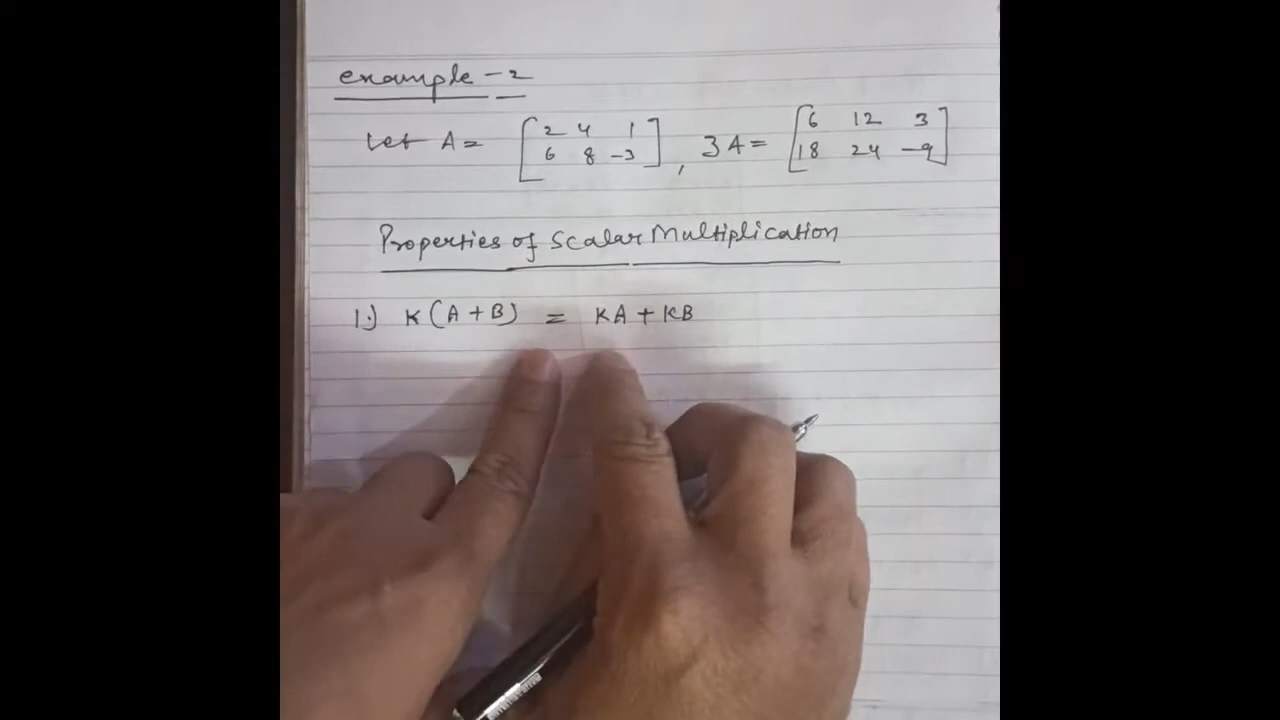 example-2
Let A= [2 4 1
6 8 -3], 3A= [6 12 3
18 24 -9]
Properties of Scalar Multiplication
1.) K(A+B) = KA+KB